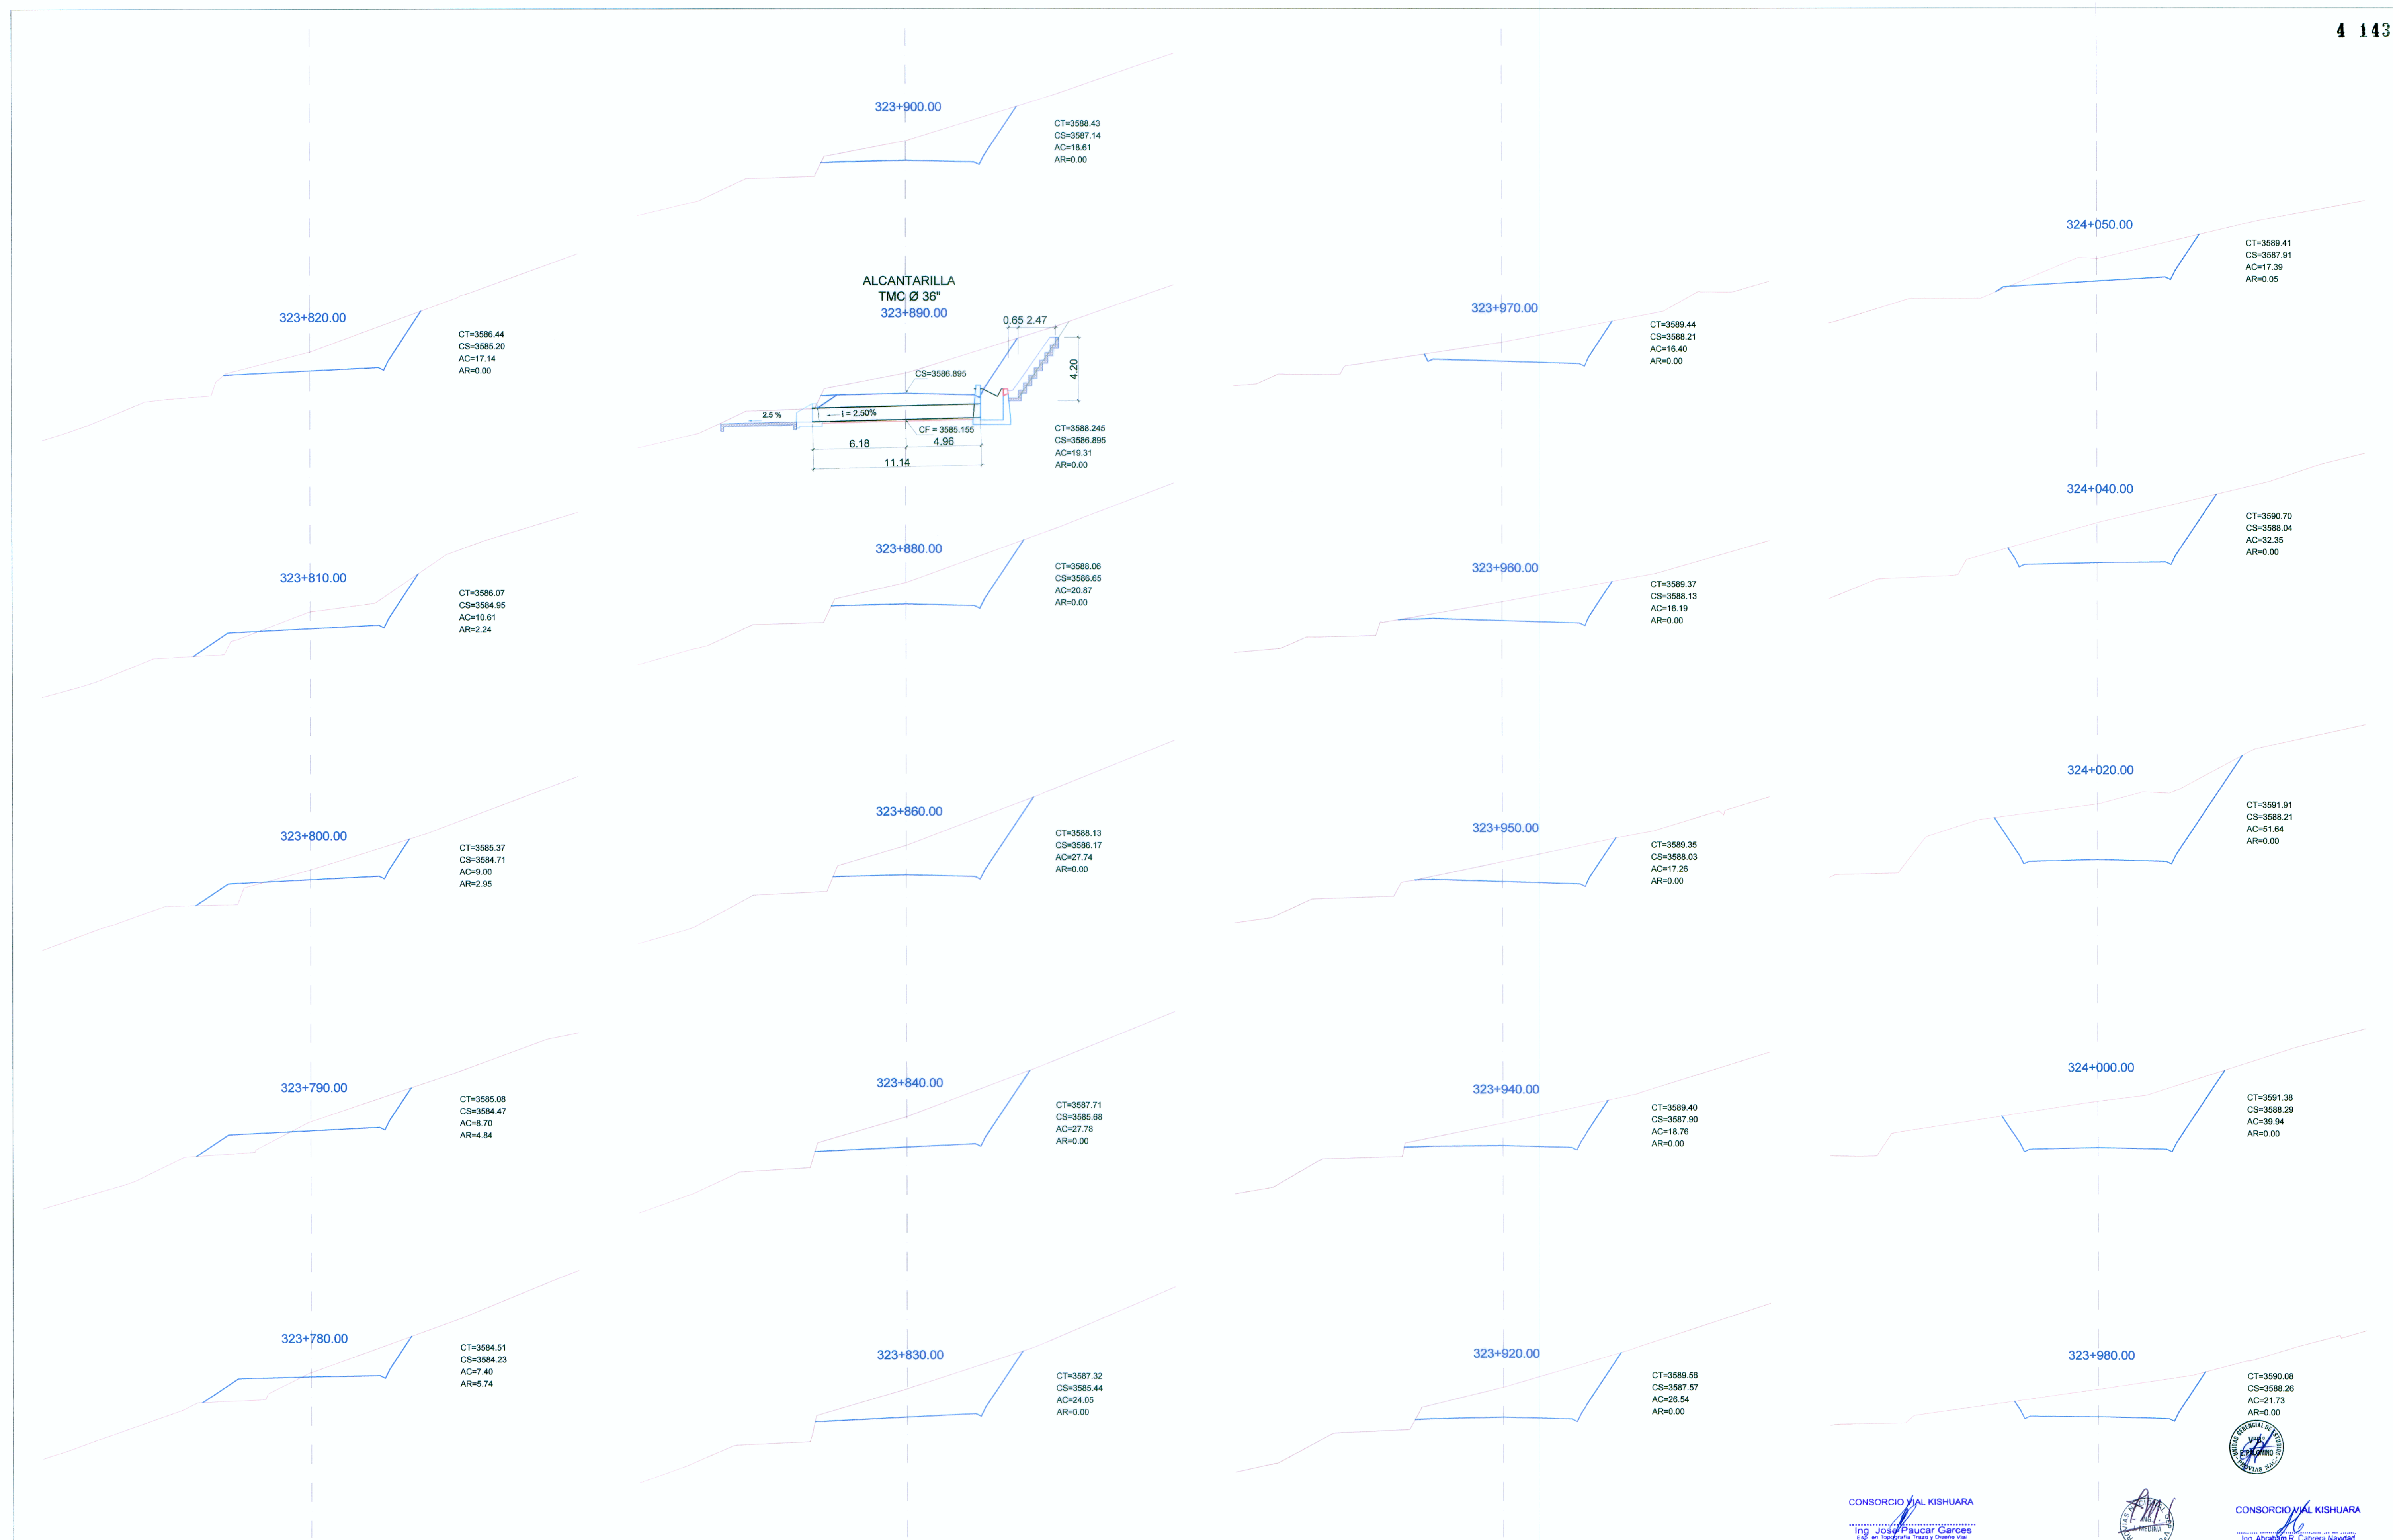 4 143
323+820.00
CT=3586.44
CS=3585.20
AC=17.14
AR=0.00
323+810.00
CT=3586.07
CS=3584.95
AC=10.61
AR=2.24
323+800.00
CT=3585.37
CS=3584.71
AC=9.00
AR=2.95
323+790.00
CT=3585.08
CS=3584.47
AC=8.70
AR=4.84
323+780.00
CT=3584.51
CS=3584.23
AC=7.40
AR=5.74
323+900.00
CT=3588.43
CS=3587.14
AC=18.61
AR=0.00
ALCANTARILLA
TMC Ø 36"
323+890.00
0.65 2.47
4.20
CS=3586.895
2.5 %
i = 2.50%
CF = 3585.155
6.18
4.96
11.14
CT=3588.245
CS=3586.895
AC=19.31
AR=0.00
323+880.00
CT=3588.06
CS=3586.65
AC=20.87
AR=0.00
323+860.00
CT=3588.13
CS=3586.17
AC=27.74
AR=0.00
323+840.00
CT=3587.71
CS=3585.68
AC=27.78
AR=0.00
323+830.00
CT=3587.32
CS=3585.44
AC=24.05
AR=0.00
323+970.00
CT=3589.44
CS=3588.21
AC=16.40
AR=0.00
323+960.00
CT=3589.37
CS=3588.13
AC=16.19
AR=0.00
323+950.00
CT=3589.35
CS=3588.03
AC=17.26
AR=0.00
323+940.00
CT=3589.40
CS=3587.90
AC=18.76
AR=0.00
323+920.00
CT=3589.56
CS=3587.57
AC=26.54
AR=0.00
324+050.00
CT=3589.41
CS=3587.91
AC=17.39
AR=0.05
324+040.00
CT=3590.70
CS=3588.04
AC=32.35
AR=0.00
324+020.00
CT=3591.91
CS=3588.21
AC=51.64
AR=0.00
324+000.00
CT=3591.38
CS=3588.29
AC=39.94
AR=0.00
323+980.00
CT=3590.08
CS=3588.26
AC=21.73
AR=0.00
UNIDAD GERENCIAL DE ESTUDIOS
PROVIAS NAC
CONSORCIO VIAL KISHUARA
Ing. José Paucar Garces
Esp. en Topografía Trazo y Diseño Vial
MEDINA
CONSORCIO VIAL KISHUARA
Ing. Abraham R. Cabrera Navidad